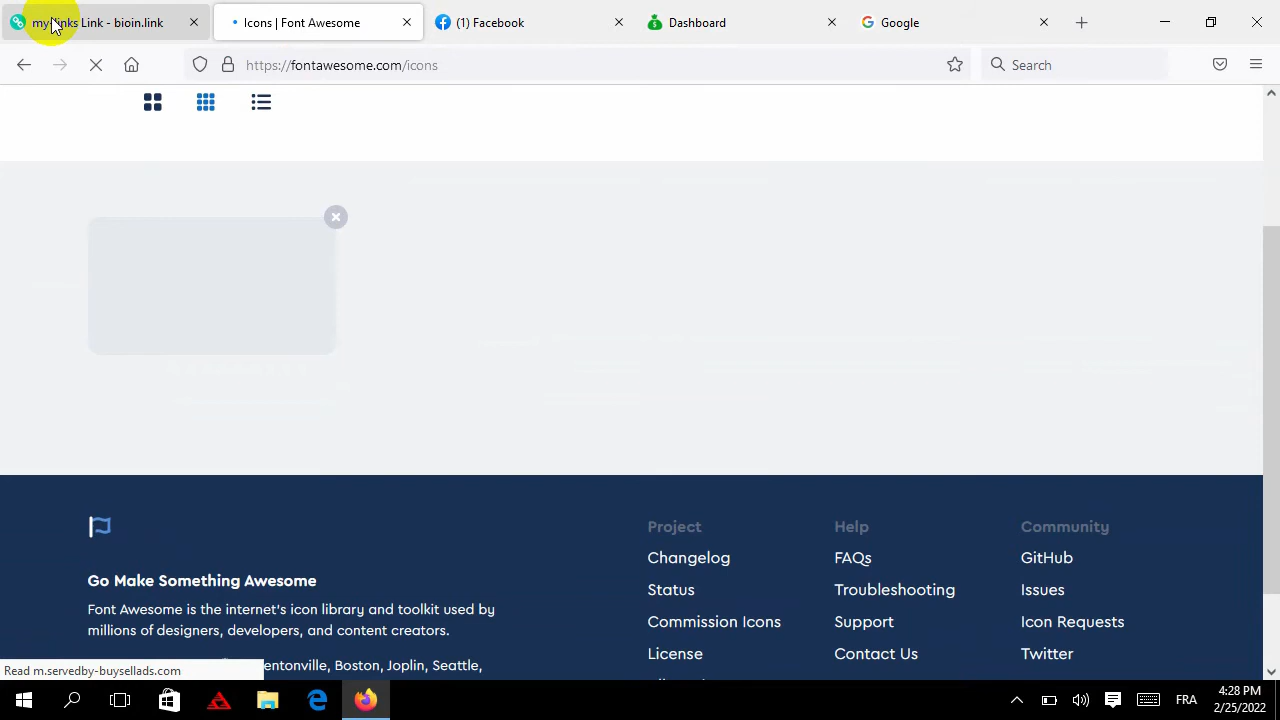 my links Link - bioin.link
Icons | Font Awesome
(1) Facebook
Dashboard
Google
https://fontawesome.com/icons
Search
Project
Help
Community
Changelog
FAQs
GitHub
Go Make Something Awesome
Status
Troubleshooting
Issues
Font Awesome is the internet's icon library and toolkit used by
millions of designers, developers, and content creators.
Commission Icons
Support
Icon Requests
License
Contact Us
Twitter
Read m.servedby-buysellads.com
entonville, Boston, Joplin, Seattle,
FRA
4:28 PM
2/25/2022